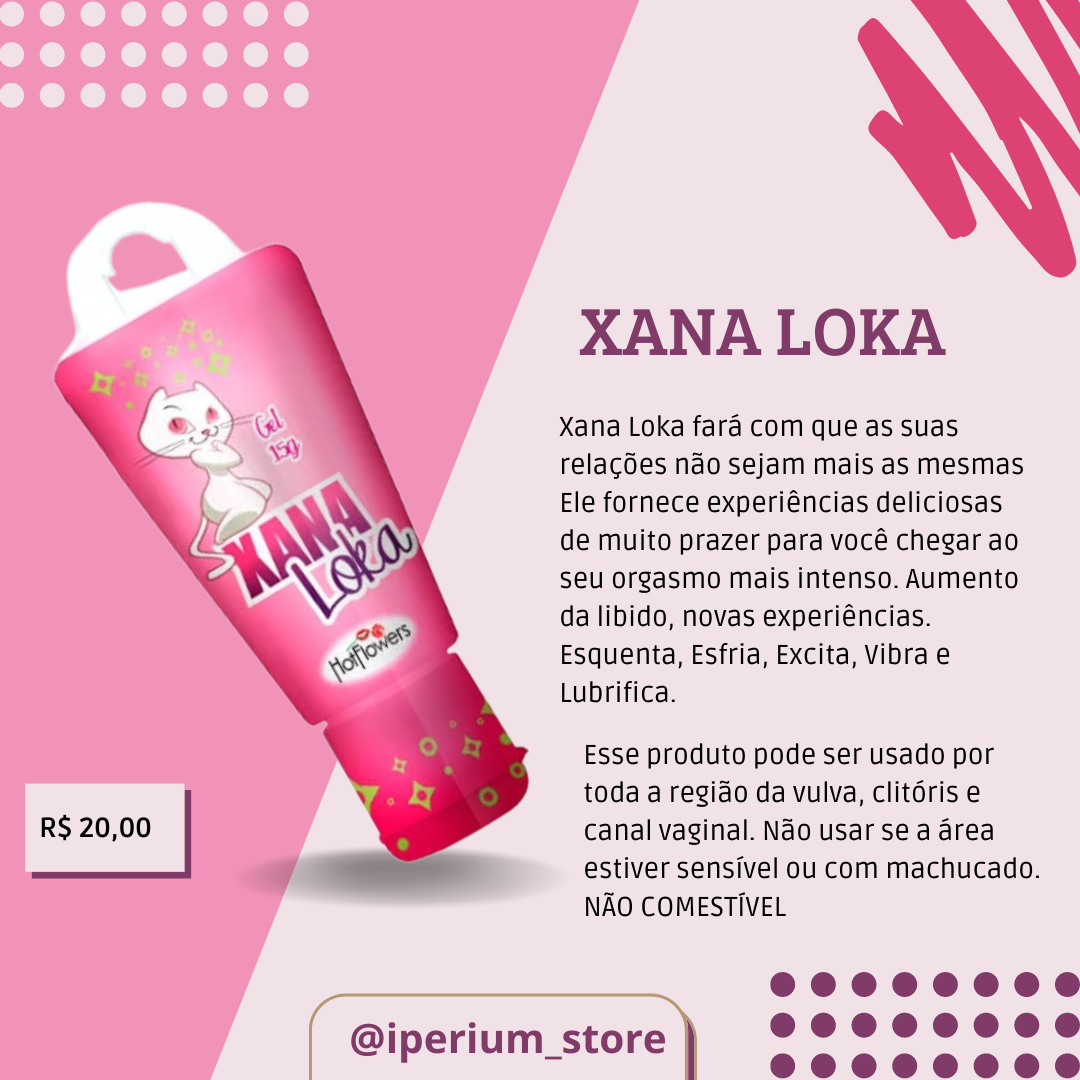 Gel
15g
XANA
Loka
HotFlowers
R$ 20,00
XANA LOKA
Xana Loka fará com que as suas
relações não sejam mais as mesmas
Ele fornece experiências deliciosas
de muito prazer para você chegar ao
seu orgasmo mais intenso. Aumento
da libido, novas experiências.
Esquenta, Esfria, Excita, Vibra e
Lubrifica.
Esse produto pode ser usado por
toda a região da vulva, clitóris e
canal vaginal. Não usar se a área
estiver sensível ou com machucado.
NÃO COMESTÍVEL
@iperium_store